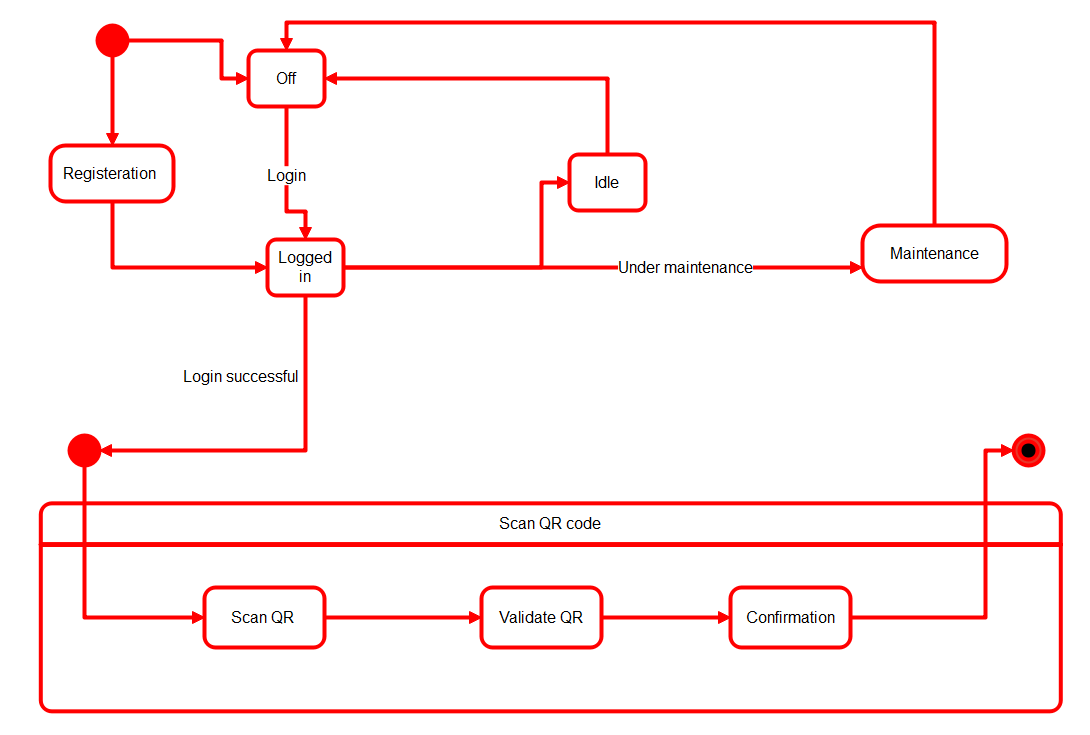 Off
Registeration
Login
Idle
Logged
in
Under maintenance
Maintenance
Login successful
Scan QR code
Scan QR
Validate QR
Confirmation